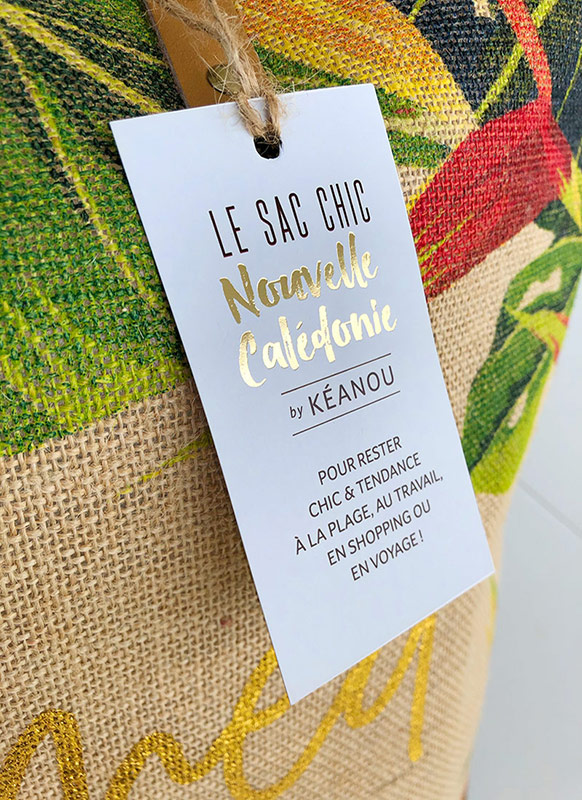 LE SAC CHIC
Nouvelle
Calédonie
by KÉANOU
POUR RESTER
CHIC & TENDANCE
À LA PLAGE, AU TRAVAIL,
EN SHOPPING OU
EN VOYAGE !